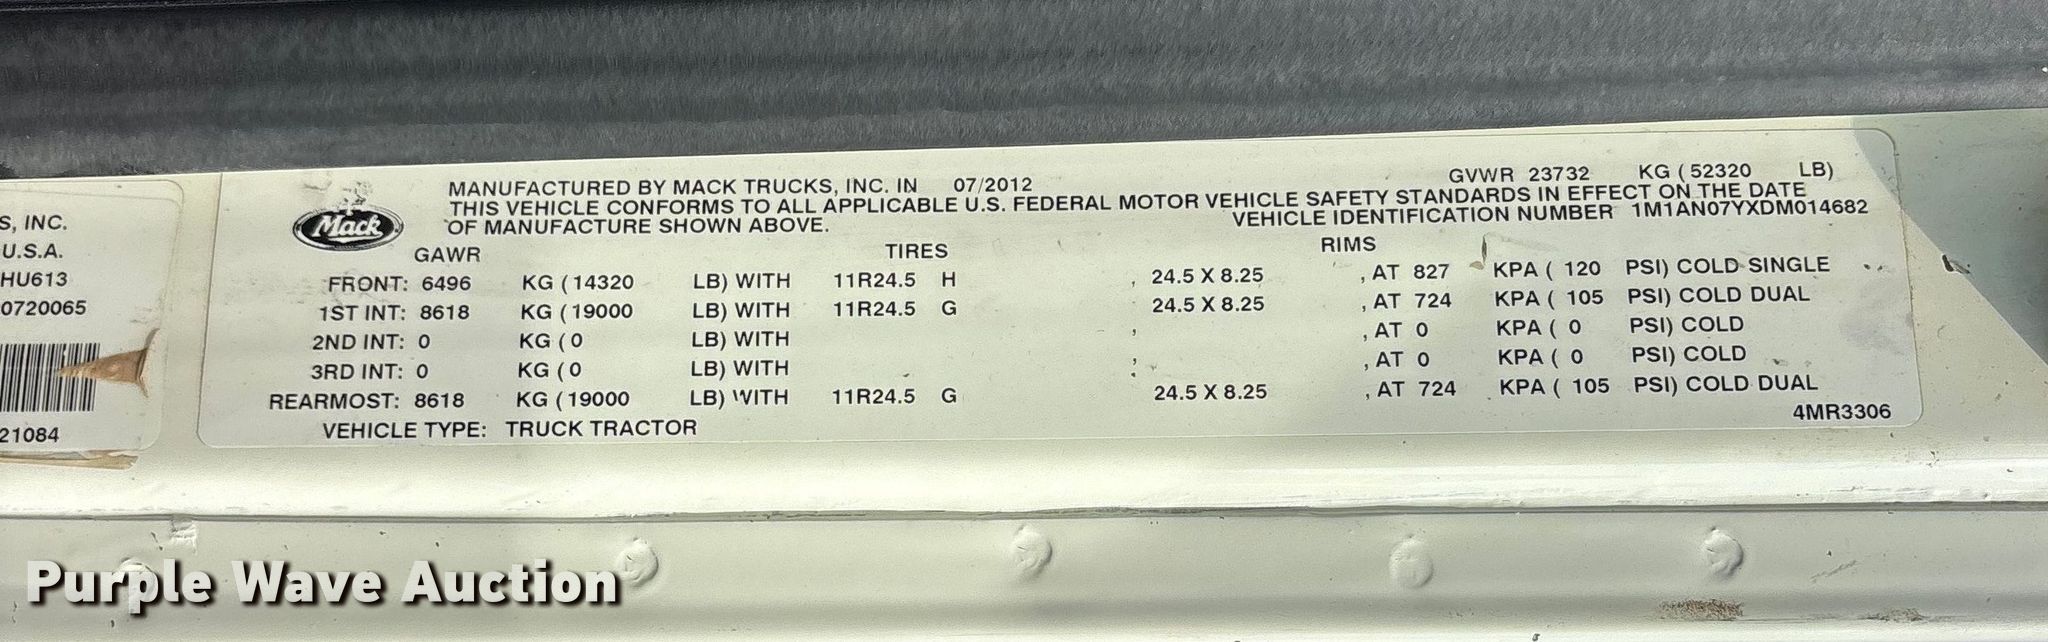 S, INC.
U.S.A.
HU613
0720065
21084
Mack
MANUFACTURED BY MACK TRUCKS, INC. IN 07/2012 GVWR 23732 KG ( 52320 LB)
THIS VEHICLE CONFORMS TO ALL APPLICABLE U.S. FEDERAL MOTOR VEHICLE SAFETY STANDARDS IN EFFECT ON THE DATE
OF MANUFACTURE SHOWN ABOVE. VEHICLE IDENTIFICATION NUMBER 1M1AN07YXDM014682
GAWR TIRES RIMS
FRONT: 6496 KG ( 14320 LB) WITH 11R24.5 H , 24.5 X 8.25 , AT 827 KPA ( 120 PSI) COLD SINGLE
1ST INT: 8618 KG ( 19000 LB) WITH 11R24.5 G 24.5 X 8.25 , AT 724 KPA ( 105 PSI) COLD DUAL
2ND INT: 0 KG ( 0 LB) WITH , , AT 0 KPA ( 0 PSI) COLD
3RD INT: 0 KG ( 0 LB) WITH , , AT 0 KPA ( 0 PSI) COLD
REARMOST: 8618 KG ( 19000 LB) WITH 11R24.5 G , 24.5 X 8.25 , AT 724 KPA ( 105 PSI) COLD DUAL
VEHICLE TYPE: TRUCK TRACTOR 4MR3306
Purple Wave Auction